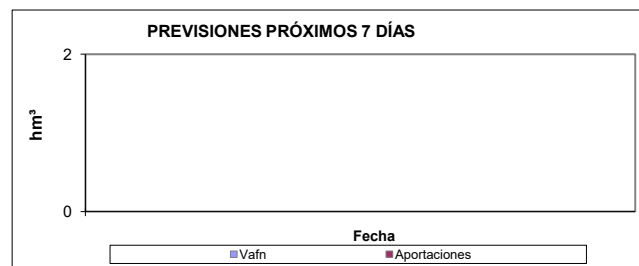 PREVISIONES PRÓXIMOS 7 DÍAS
2
hm³
0
Fecha
Vafn Aportaciones